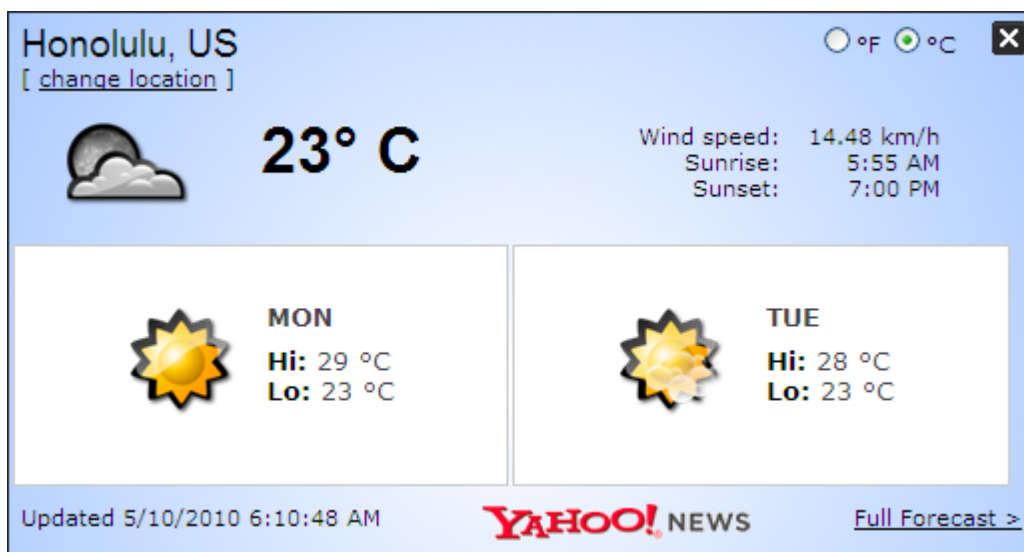 Honolulu, US
°F °C
[ change location ]
23° C
Wind speed: 14.48 km/h
Sunrise: 5:55 AM
Sunset: 7:00 PM
MON
Hi: 29 °C
Lo: 23 °C
TUE
Hi: 28 °C
Lo: 23 °C
Updated 5/10/2010 6:10:48 AM
YAHOO! NEWS
Full Forecast >